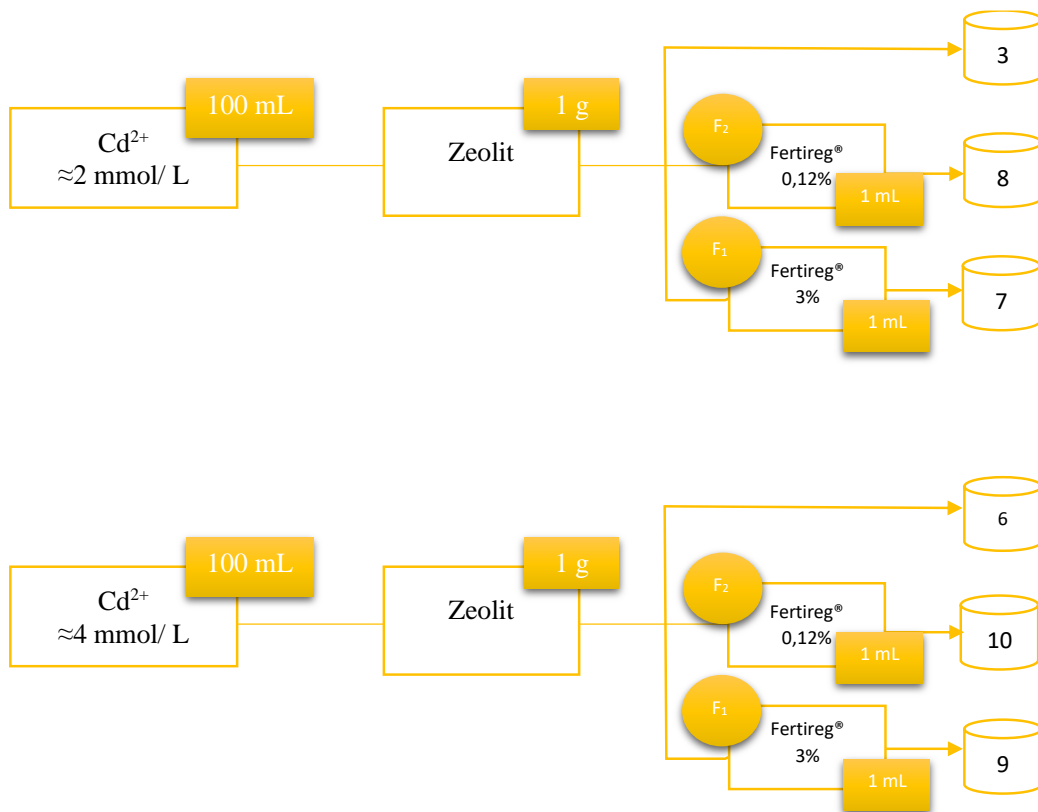 3
100 mL
1 g
Cd²⁺
≈2 mmol/ L
Zeolit
F₂
Fertireg®
0,12%
1 mL
8
F₁
Fertireg®
3%
1 mL
7
6
100 mL
1 g
Cd²⁺
≈4 mmol/ L
Zeolit
F₂
Fertireg®
0,12%
1 mL
10
F₁
Fertireg®
3%
1 mL
9